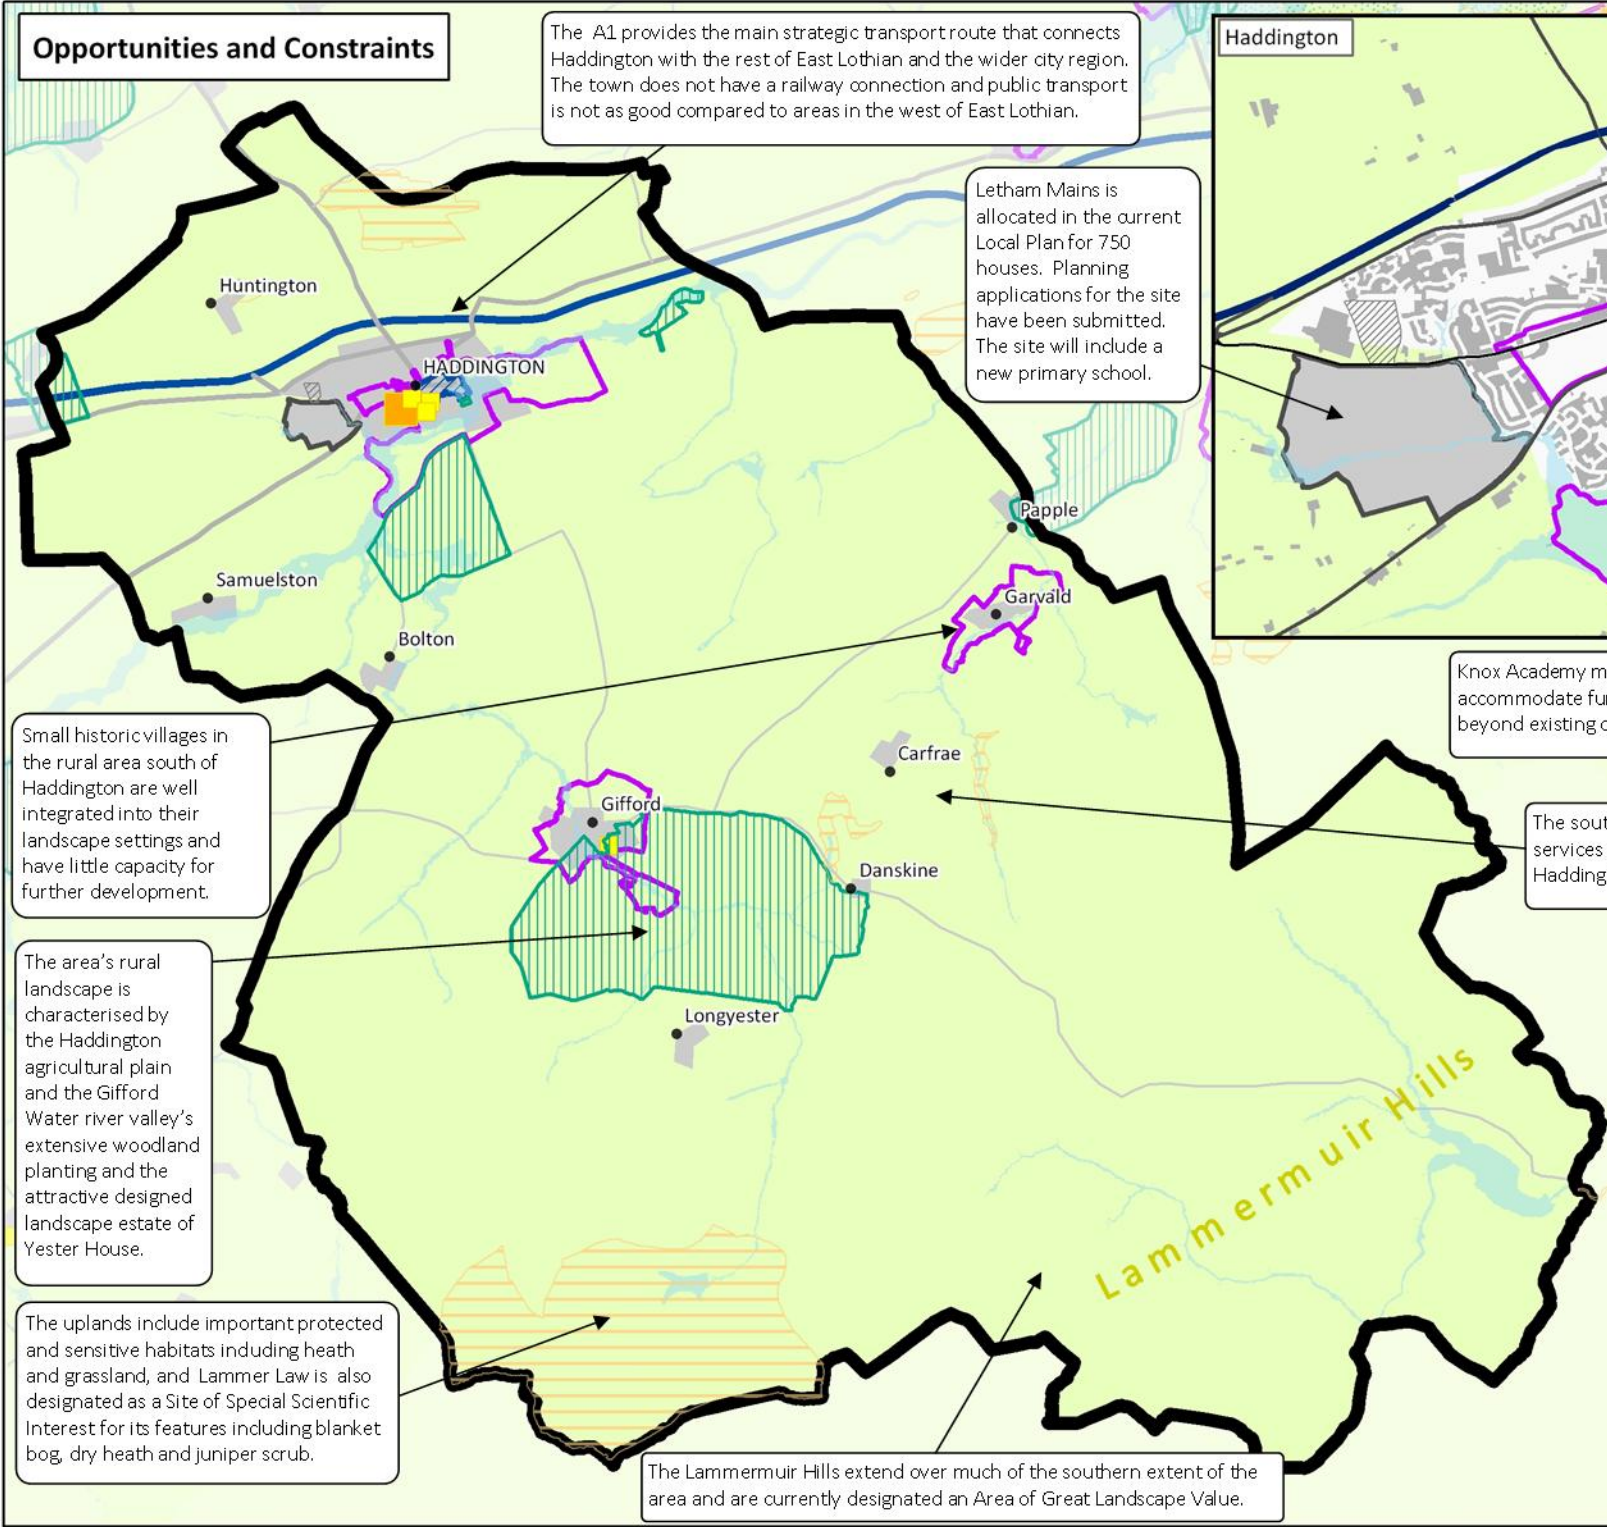 Opportunities and Constraints
The A1 provides the main strategic transport route that connects
Haddington with the rest of East Lothian and the wider city region.
The town does not have a railway connection and public transport
is not as good compared to areas in the west of East Lothian.
Haddington
Letham Mains is
allocated in the current
Local Plan for 750
houses. Planning
applications for the site
have been submitted.
The site will include a
new primary school.
Huntington
HADDINGTON
Papple
Samuelston
Garvald
Bolton
Knox Academy m
accommodate fu
beyond existing c
Small historic villages in
the rural area south of
Haddington are well
integrated into their
landscape settings and
have little capacity for
further development.
Carfrae
Gifford
The sout
services
Hadding
Danskine
The area's rural
landscape is
characterised by
the Haddington
agricultural plain
and the Gifford
Water river valley's
extensive woodland
planting and the
attractive designed
landscape estate of
Yester House.
Longyester
Lammermuir Hills
The uplands include important protected
and sensitive habitats including heath
and grassland, and Lammer Law is also
designated as a Site of Special Scientific
Interest for its features including blanket
bog, dry heath and juniper scrub.
The Lammermuir Hills extend over much of the southern extent of the
area and are currently designated an Area of Great Landscape Value.